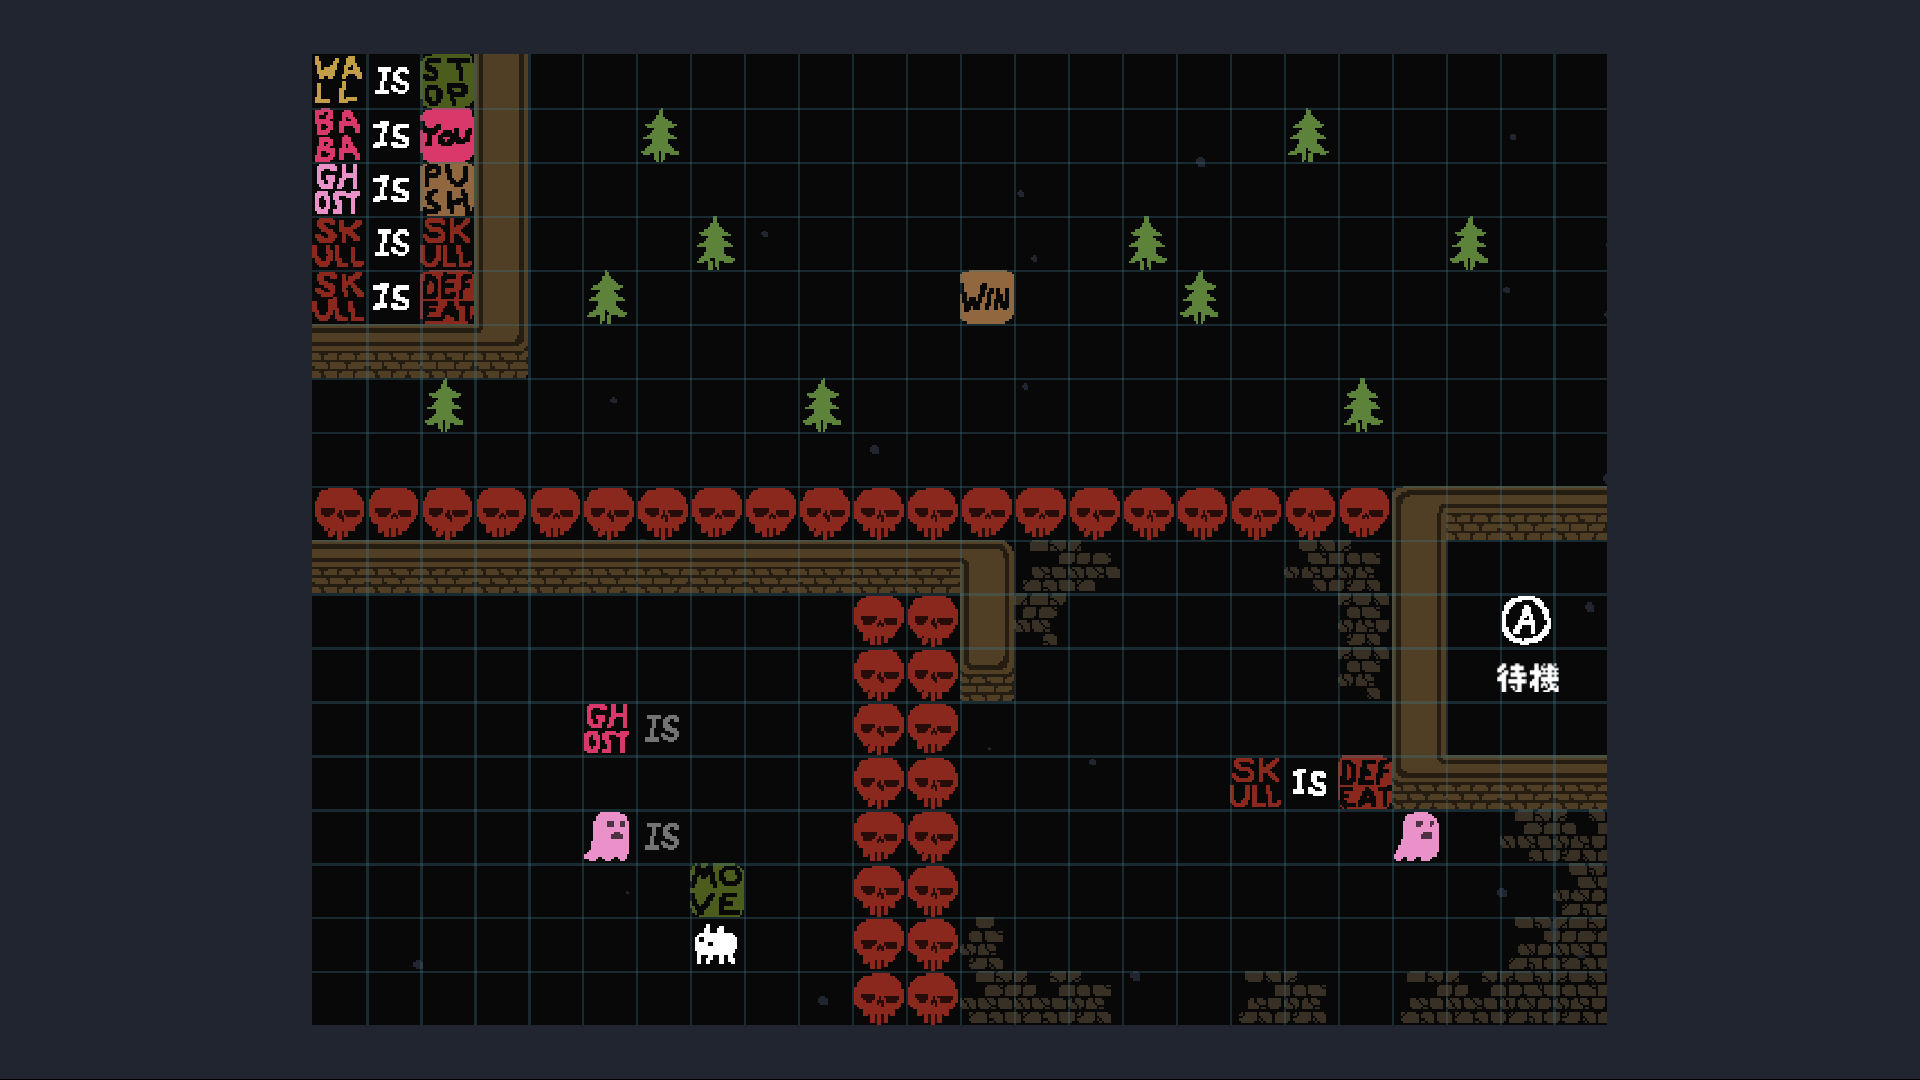 WALL IS STOP
BABA IS YOU
GHOST IS PUSH
SKULL IS SKULL
SKULL IS DEFEAT
WIN
A
待機
GHOST IS
SKULL IS DEFEAT
IS
MOVE